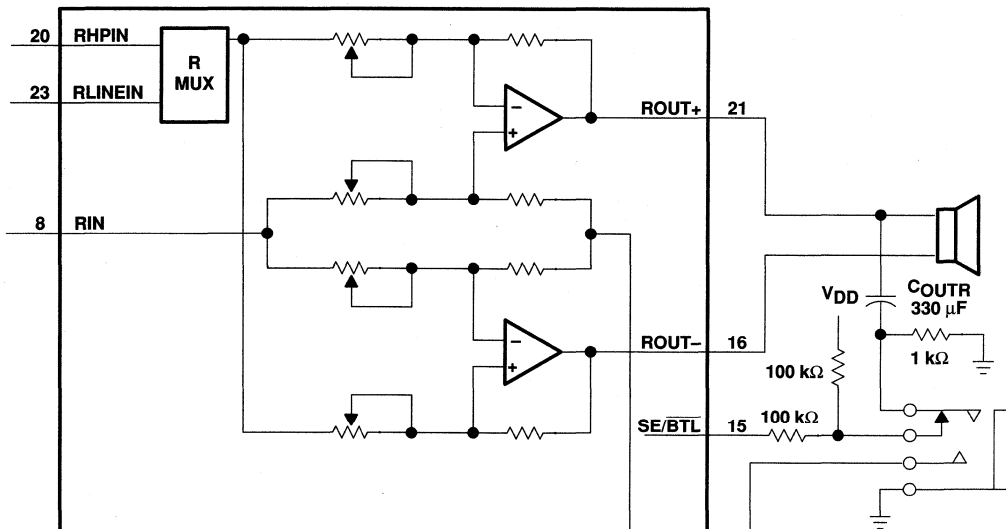 20 RHPIN
R
MUX
23 RLINEIN
ROUT+ 21
8 RIN
VDD
COUTR
330 µF
ROUT− 16
1 kΩ
100 kΩ
100 kΩ
SE/BTL 15
−
+
−
+